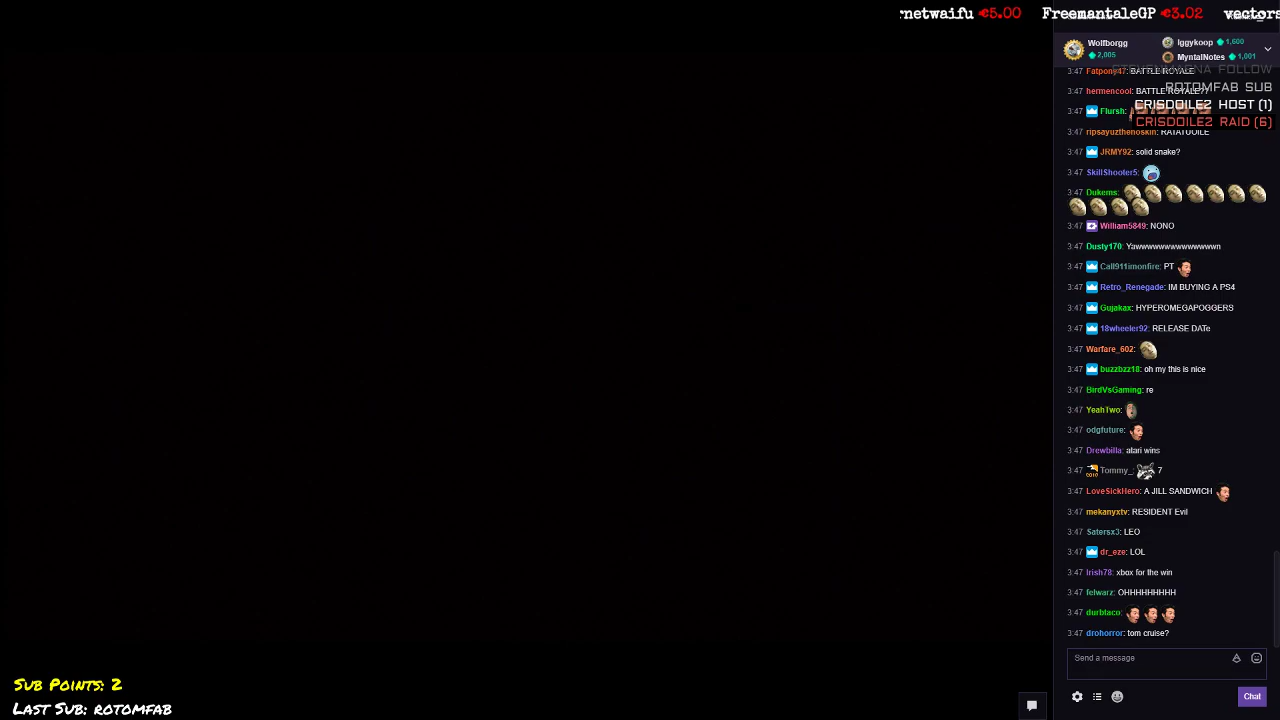 rnetwaifu €5.00 FreemantaleGP €3.02 vectors
Wolfborgg
2,005
Iggykoop 1,600
MyntalNotes 1,001
FOLLOW
ROTOMFAB SUB
CRISDOILE2 HOST (1)
CRISDOILE2 RAID (6)
3:47 Fatpony47: BATTLE ROYALE
3:47 hermencool: BATTLE ROYALE??
3:47 Flursh:
3:47 ripsayuzthenoskin: RATATUOILE
3:47 JRMY92: solid snake?
3:47 SkillShooter5:
3:47 Dukems:
3:47 William5849: NONO
3:47 Dusty170: Yawwwwwwwwwwwwwwn
3:47 Call911imonfire: PT
3:47 Retro_Renegade: IM BUYING A PS4
3:47 Gujakax: HYPEROMEGAPOGGERS
3:47 18wheeler92: RELEASE DATe
3:47 Warfare_602:
3:47 buzzbzz18: oh my this is nice
3:47 BirdVsGaming: re
3:47 YeahTwo:
3:47 odgfuture:
3:47 Drewbilla: atari wins
3:47 Tommy_: 7
3:47 LoveSickHero: A JILL SANDWICH
3:47 mekanyxtv: RESIDENT Evil
3:47 Satersx3: LEO
3:47 dr_eze: LOL
3:47 Irish78: xbox for the win
3:47 felwarz: OHHHHHHHHH
3:47 durbtaco:
3:47 drohorror: tom cruise?
Send a message
Chat
Sub Points: 2
Last Sub: rotomfab